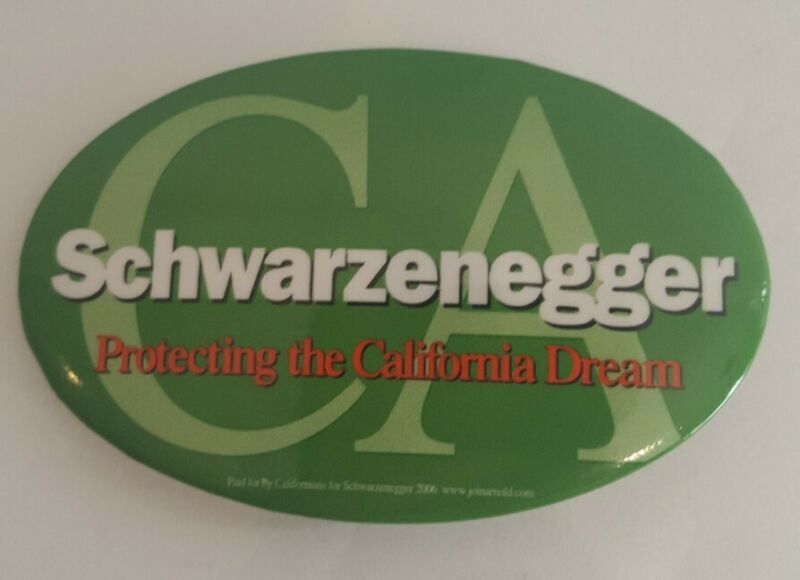 CA
Schwarzenegger
Protecting the California Dream
Paid for By Californians for Schwarzenegger 2006 www.joinarnold.com